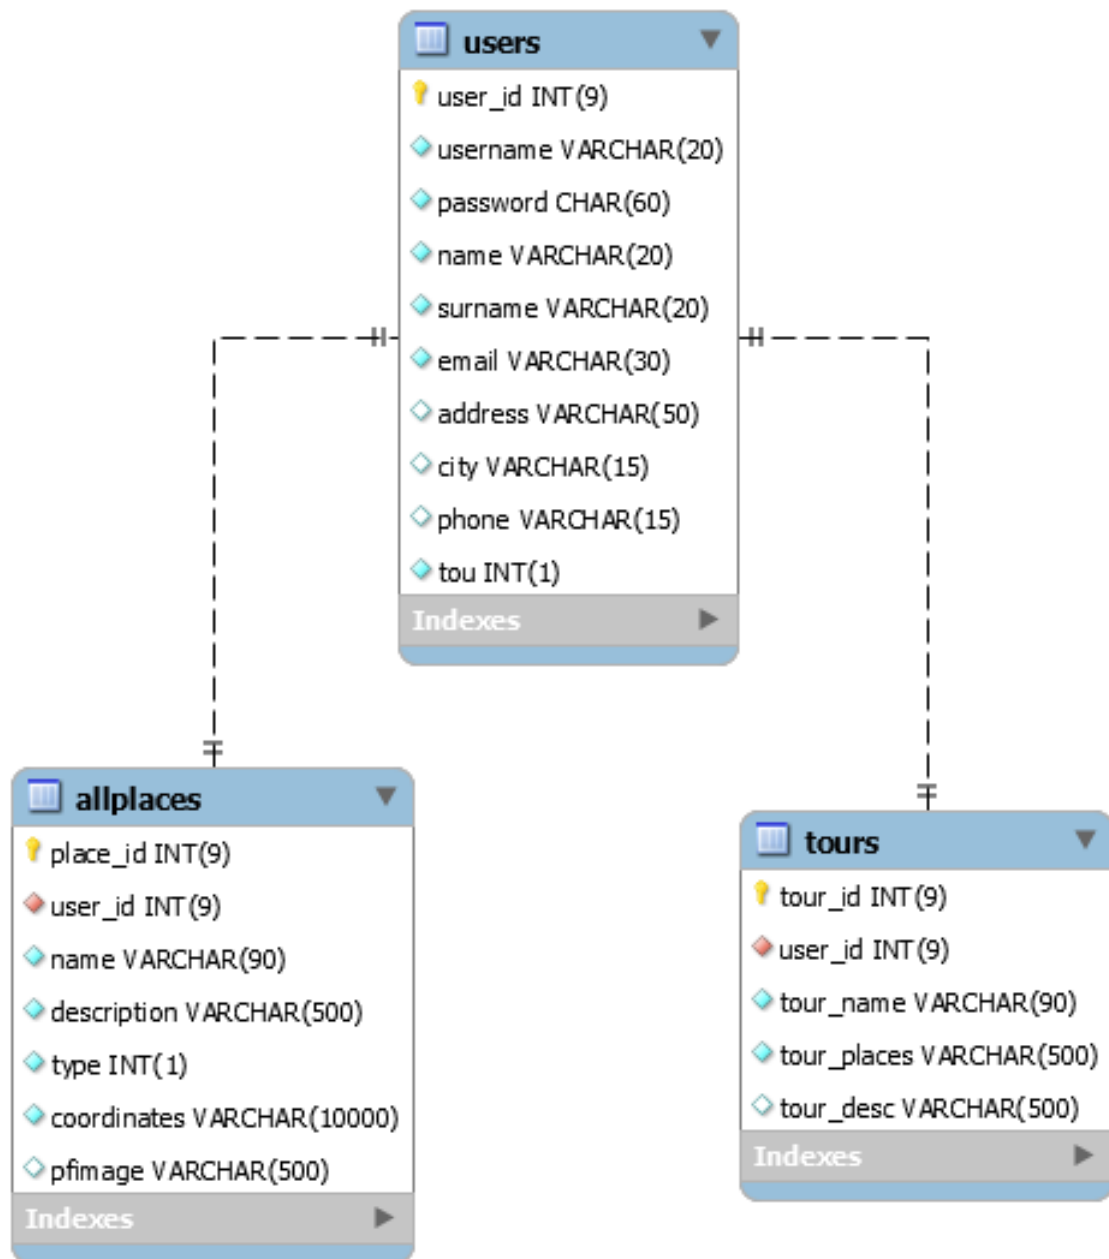 users
user_id INT(9)
username VARCHAR(20)
password CHAR(60)
name VARCHAR(20)
surname VARCHAR(20)
email VARCHAR(30)
address VARCHAR(50)
city VARCHAR(15)
phone VARCHAR(15)
tou INT(1)
Indexes
allplaces
place_id INT(9)
user_id INT(9)
name VARCHAR(90)
description VARCHAR(500)
type INT(1)
coordinates VARCHAR(10000)
pfimage VARCHAR(500)
Indexes
tours
tour_id INT(9)
user_id INT(9)
tour_name VARCHAR(90)
tour_places VARCHAR(500)
tour_desc VARCHAR(500)
Indexes